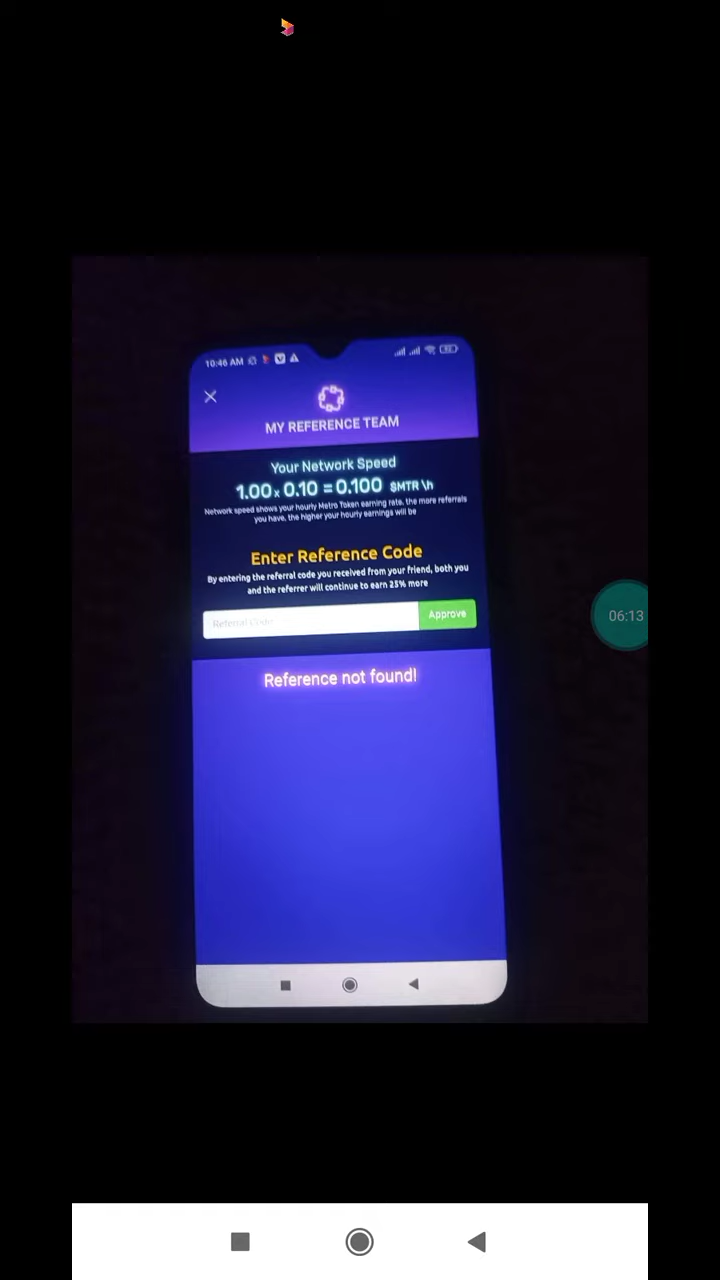 10:46 AM
MY REFERENCE TEAM
Your Network Speed
1.00 x 0.10 = 0.100 $MTR \h
Network speed shows your hourly Metro Token earning rate, the more referrals
you have, the higher your hourly earnings will be
Enter Reference Code
By entering the referral code you received from your friend, both you
and the referrer will continue to earn 25% more
Referral Code
Approve
06:13
Reference not found!